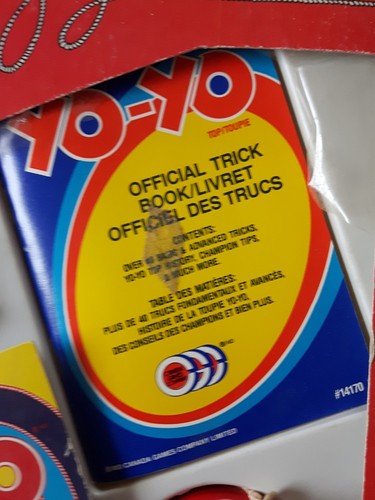 YO-YO
TOP/TOUPIE
OFFICIAL TRICK
BOOK/LIVRET
OFFICIEL DES TRUCS
CONTENTS:
OVER 40 BASIC & ADVANCED TRICKS,
YO-YO TOP HISTORY, CHAMPION TIPS,
& MUCH MORE.
TABLE DES MATIÈRES:
PLUS DE 40 TRUCS FONDAMENTAUX ET AVANCÉS,
HISTOIRE DE LA TOUPIE YO-YO,
DES CONSEILS DES CHAMPIONS ET BIEN PLUS.
#14170
CANADA GAMES COMPANY LIMITED